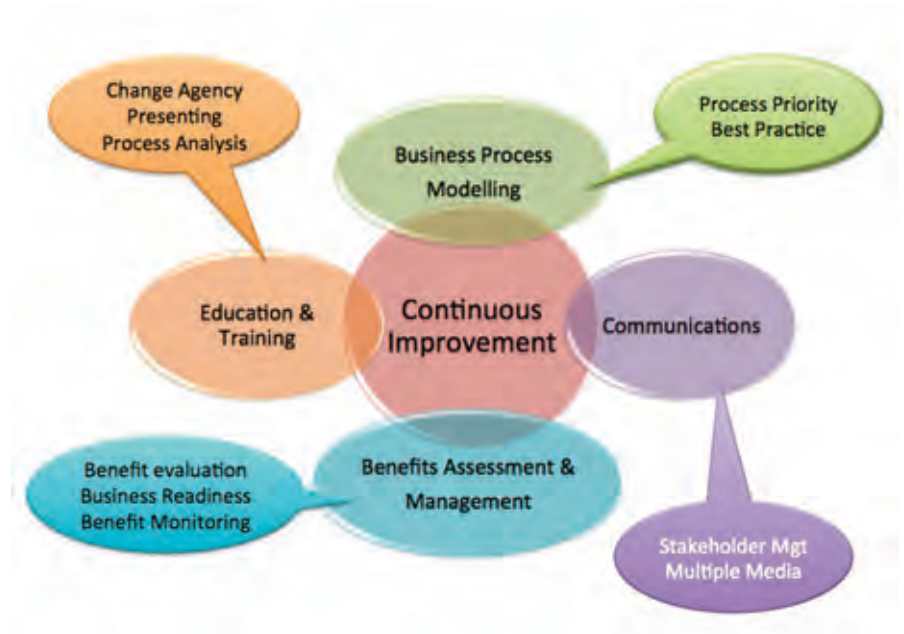 Change Agency
Presenting
Process Analysis
Process Priority
Best Practice
Business Process
Modelling
Education &
Training
Continuous
Improvement
Communications
Benefits Assessment &
Management
Benefit evaluation
Business Readiness
Benefit Monitoring
Stakeholder Mgt
Multiple Media